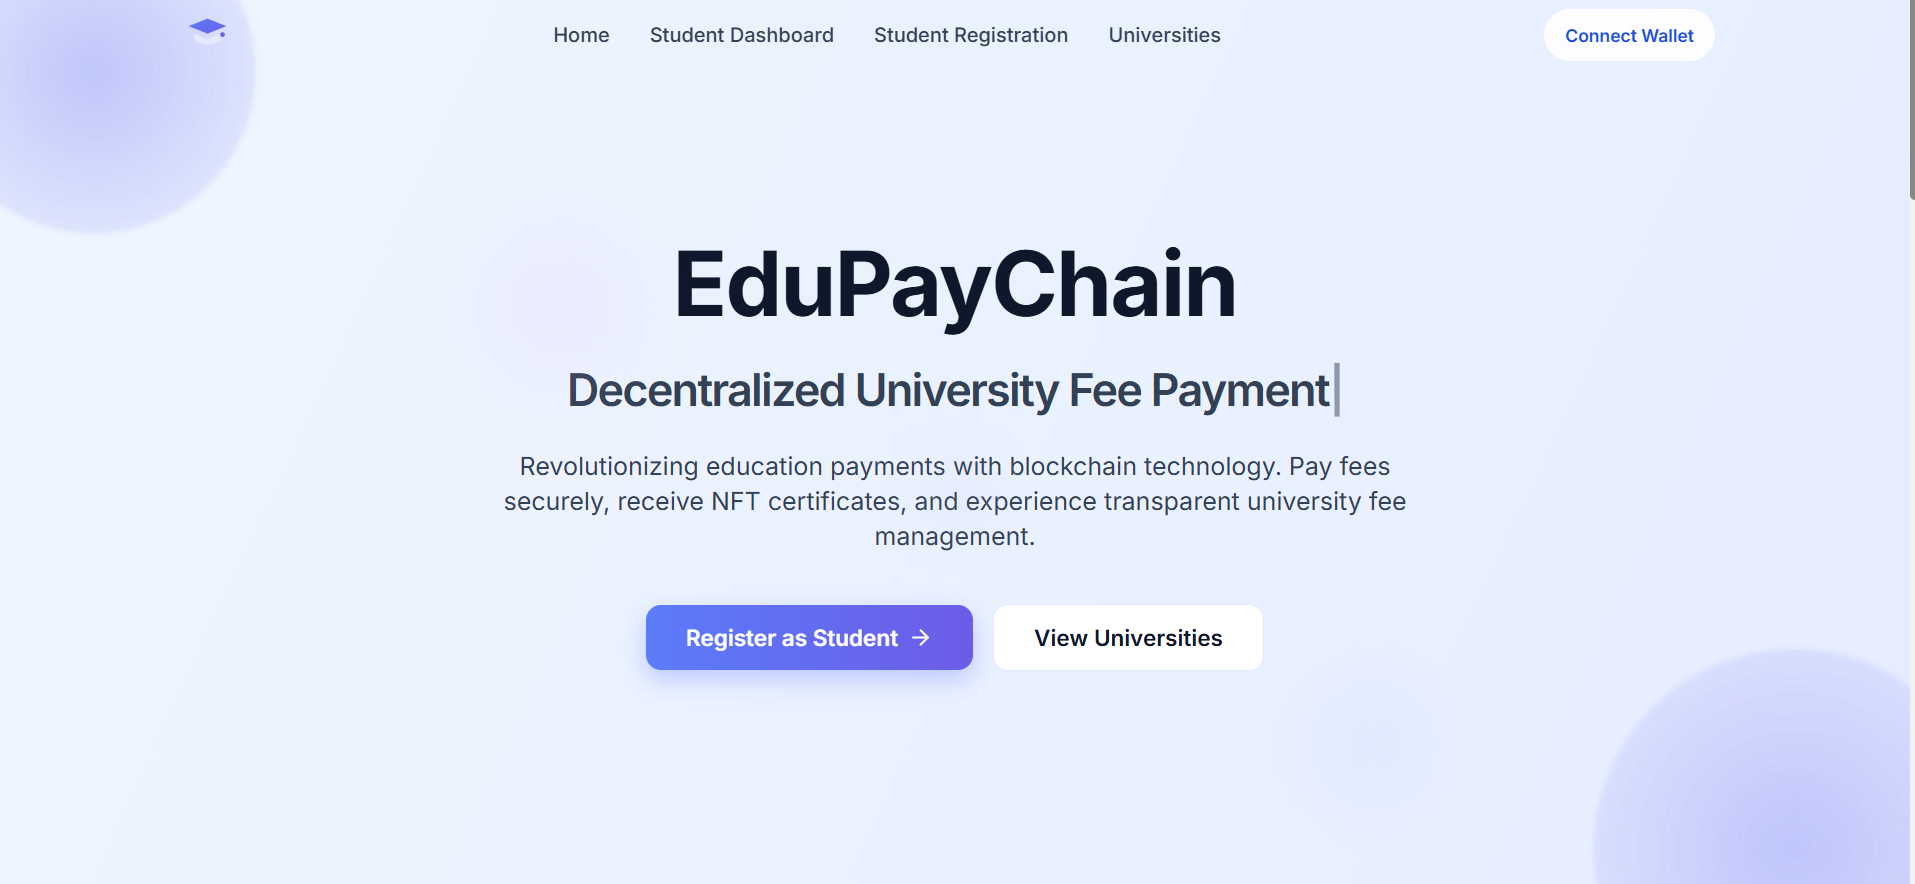 Home Student Dashboard Student Registration Universities Connect Wallet
EduPayChain
Decentralized University Fee Payment
Revolutionizing education payments with blockchain technology. Pay fees
securely, receive NFT certificates, and experience transparent university fee
management.
Register as Student → View Universities